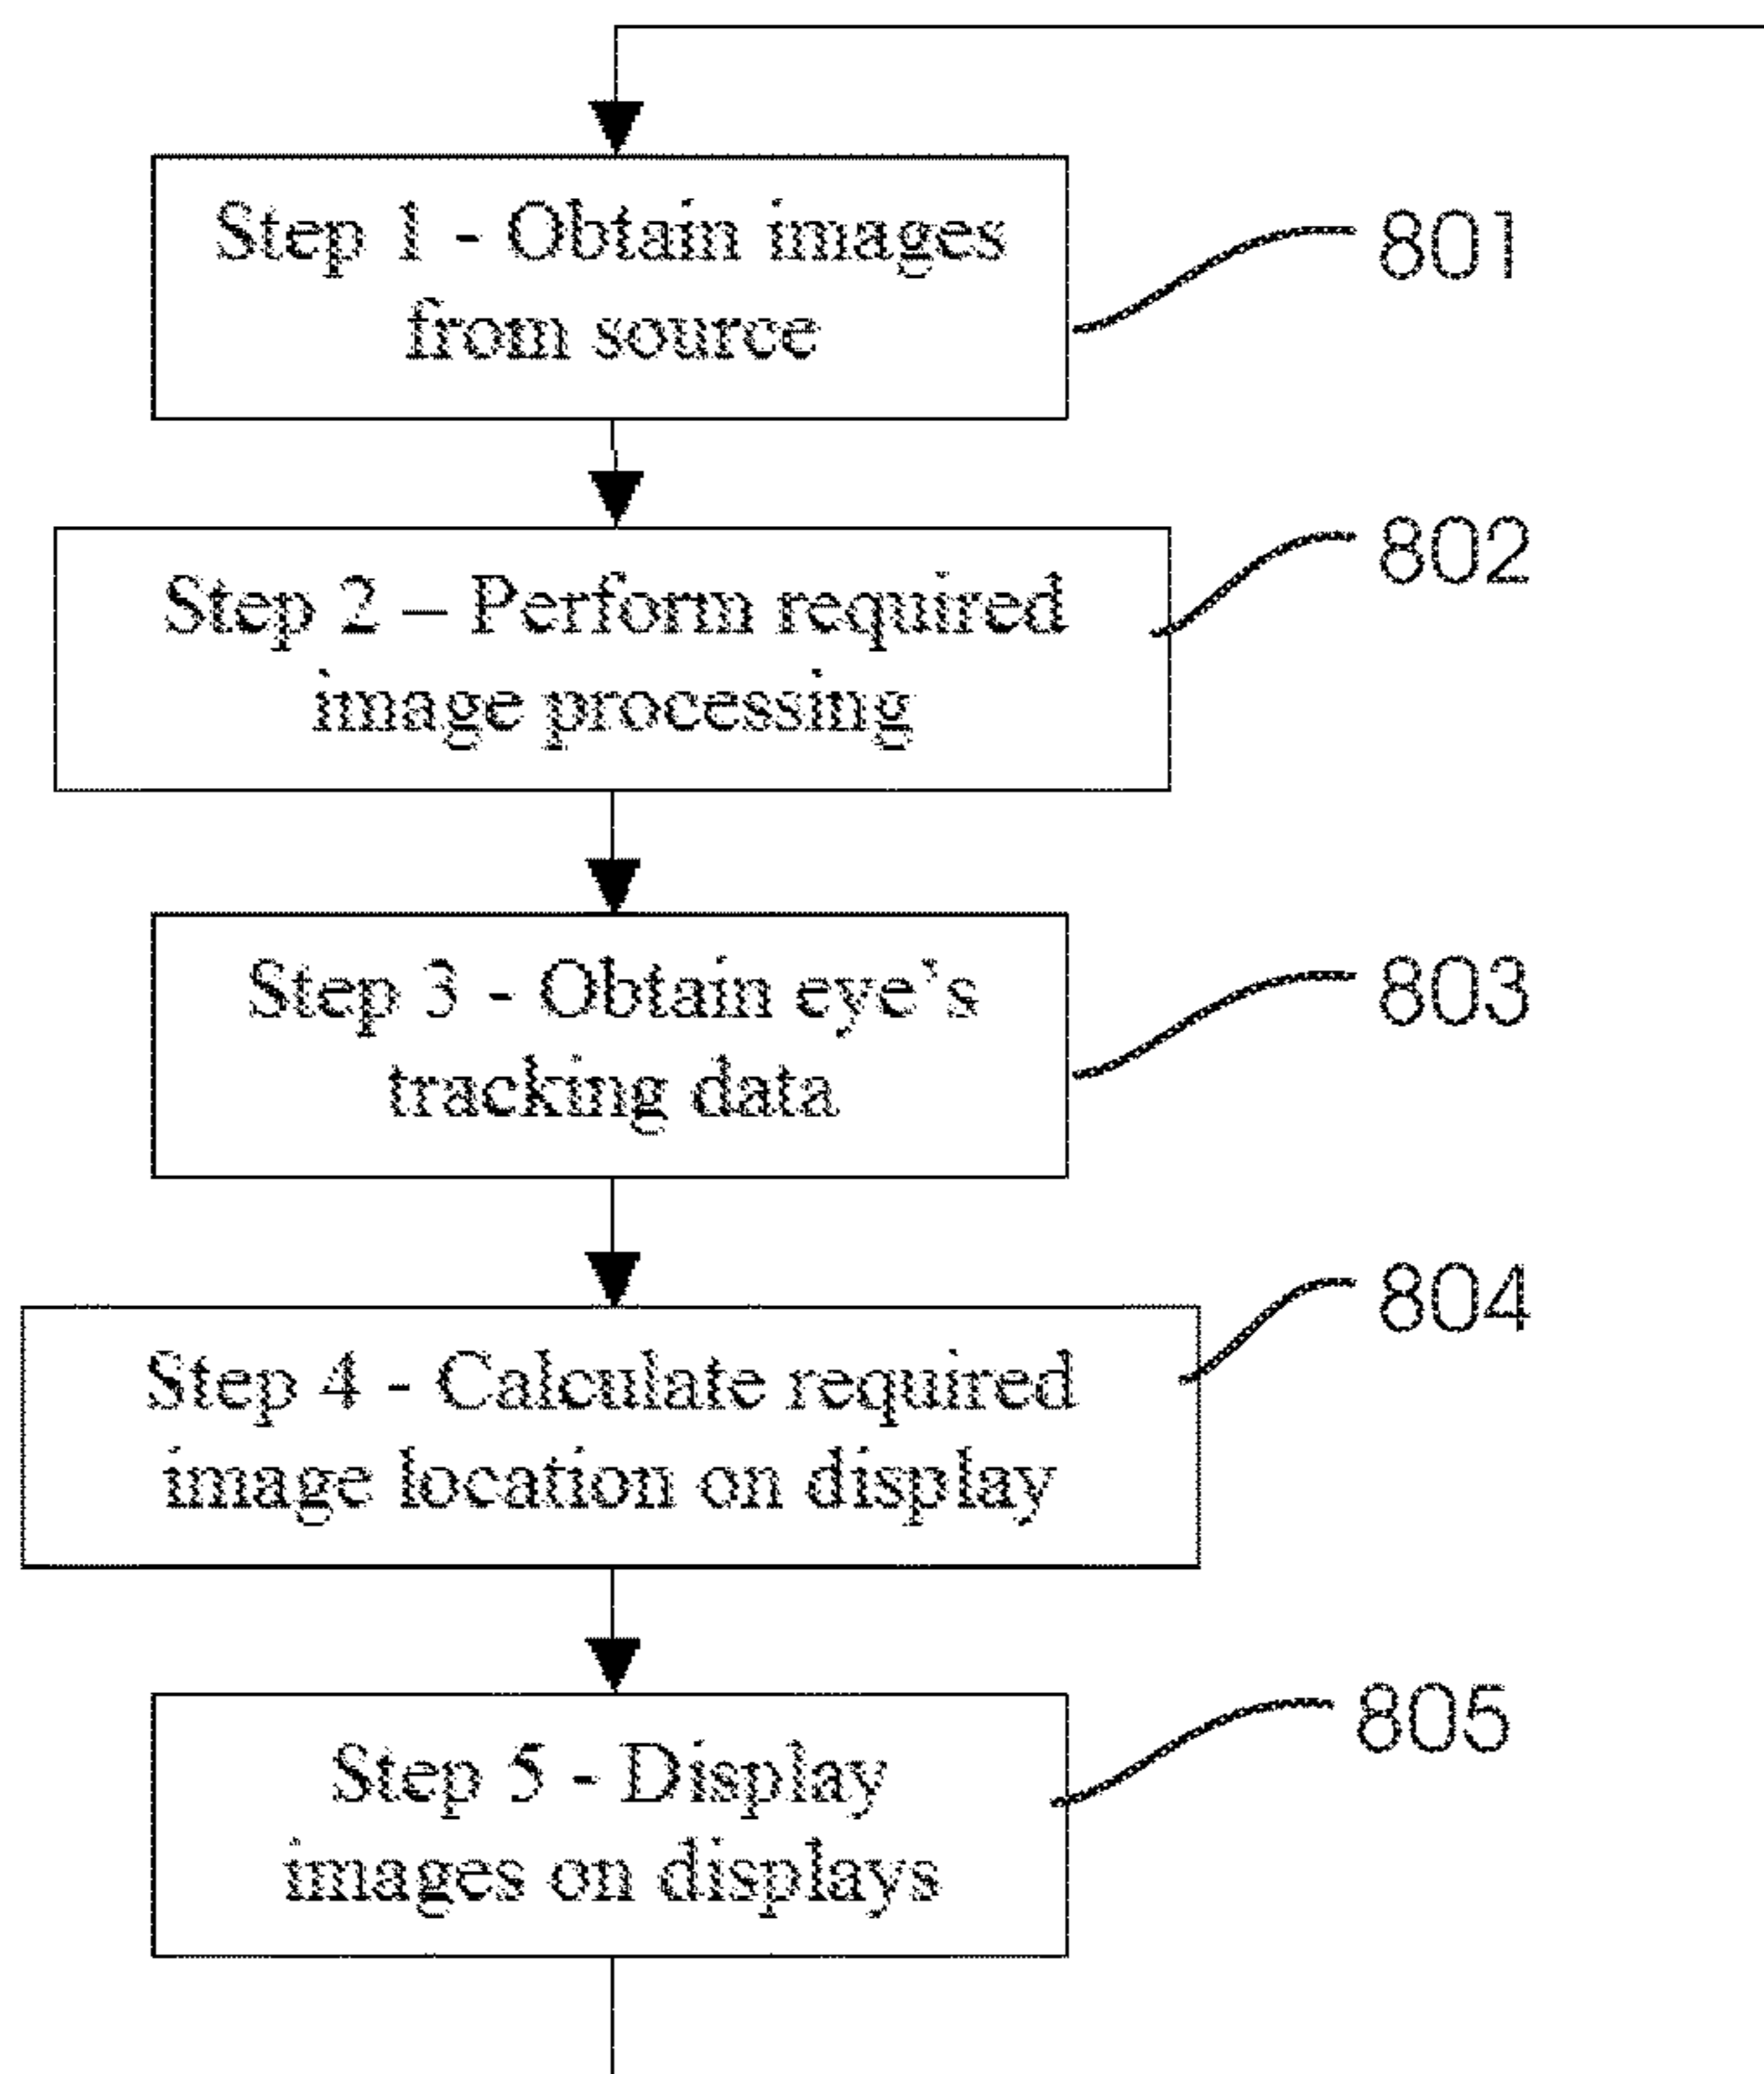 Step 1 - Obtain images
from source
801
Step 2 – Perform required
image processing
802
Step 3 - Obtain eye's
tracking data
803
Step 4 - Calculate required
image location on display
804
Step 5 - Display
images on displays
805